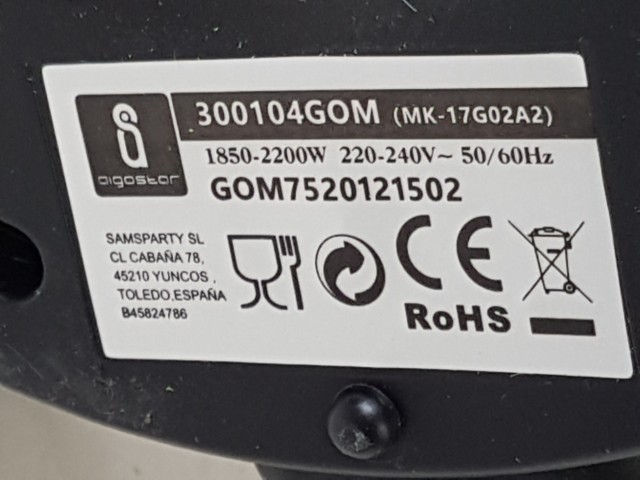 300104GOM (MK-17G02A2)
aigostar
1850-2200W 220-240V~ 50/60Hz
GOM7520121502
SAMSPARTY SL
CL CABAÑA 78,
45210 YUNCOS,
TOLEDO,ESPAÑA
B45824786
CE
RoHS